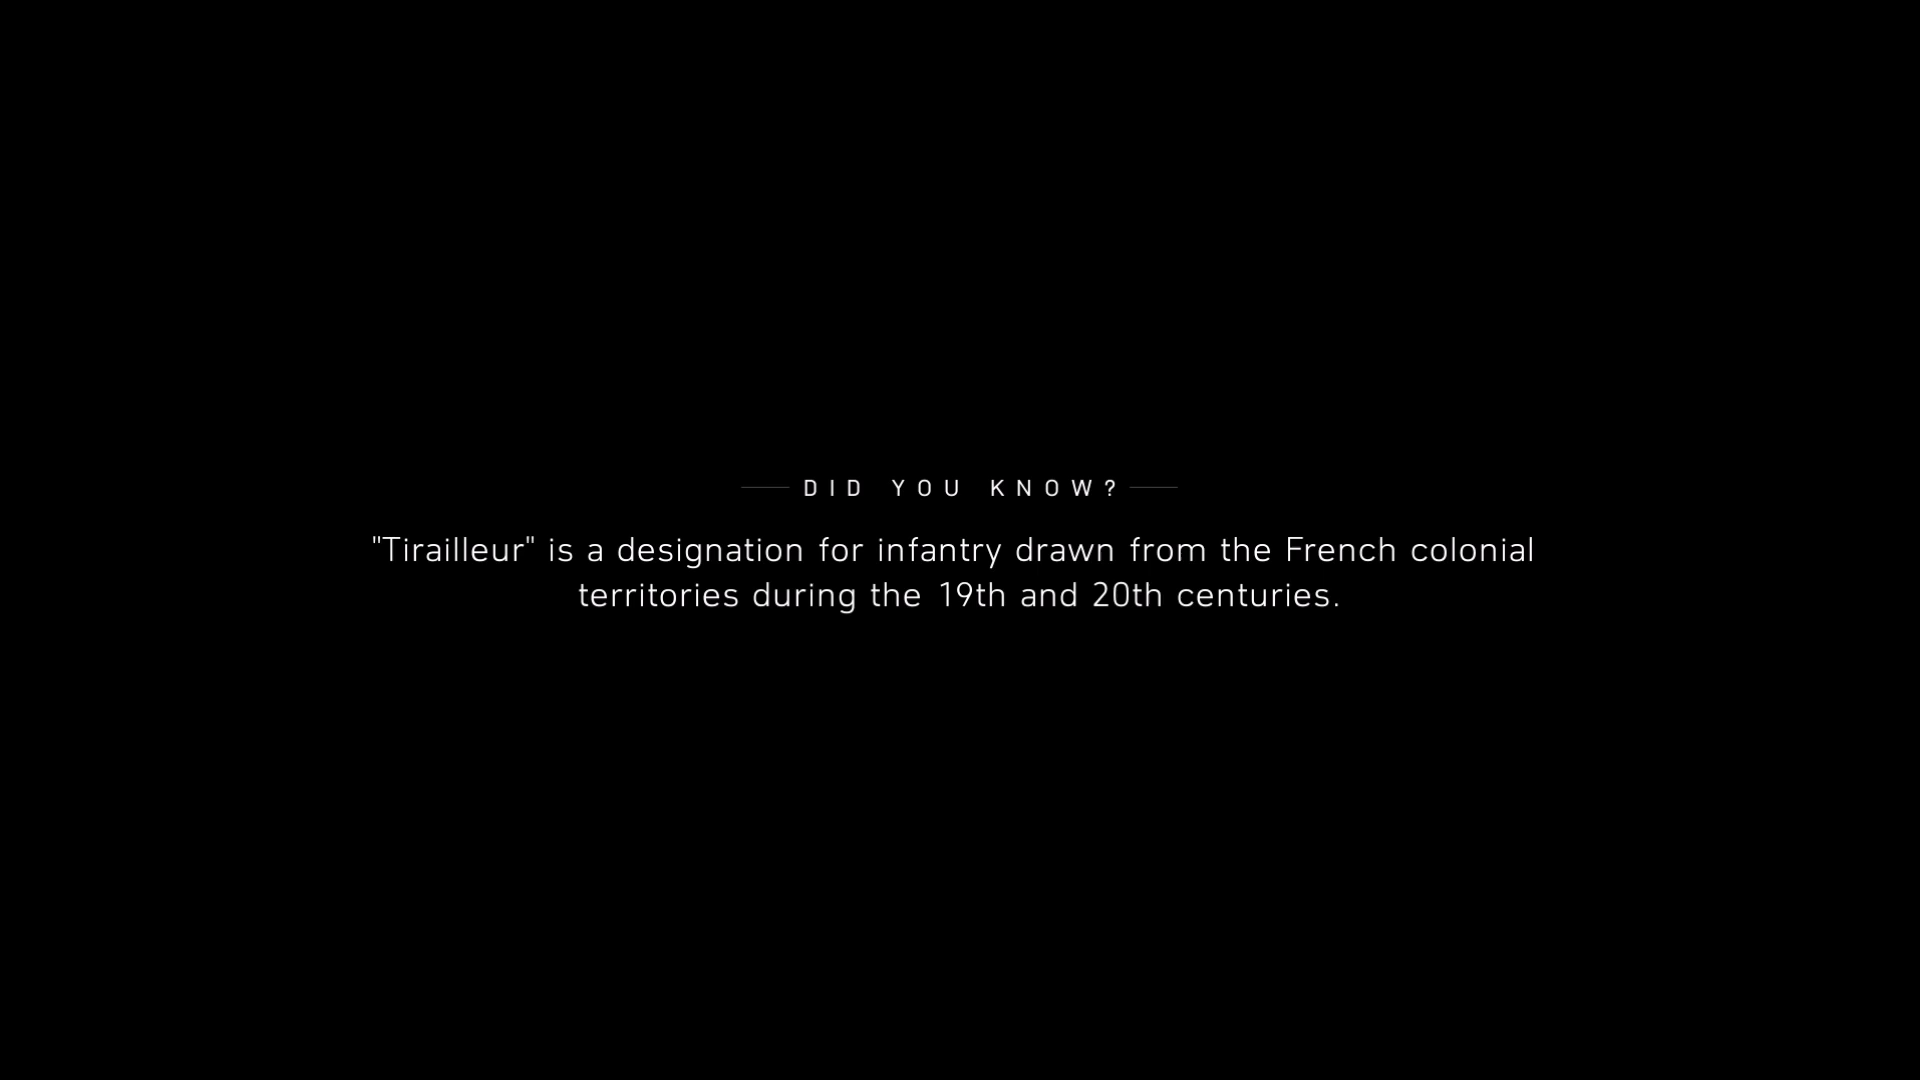 DID YOU KNOW?
"Tirailleur" is a designation for infantry drawn from the French colonial
territories during the 19th and 20th centuries.